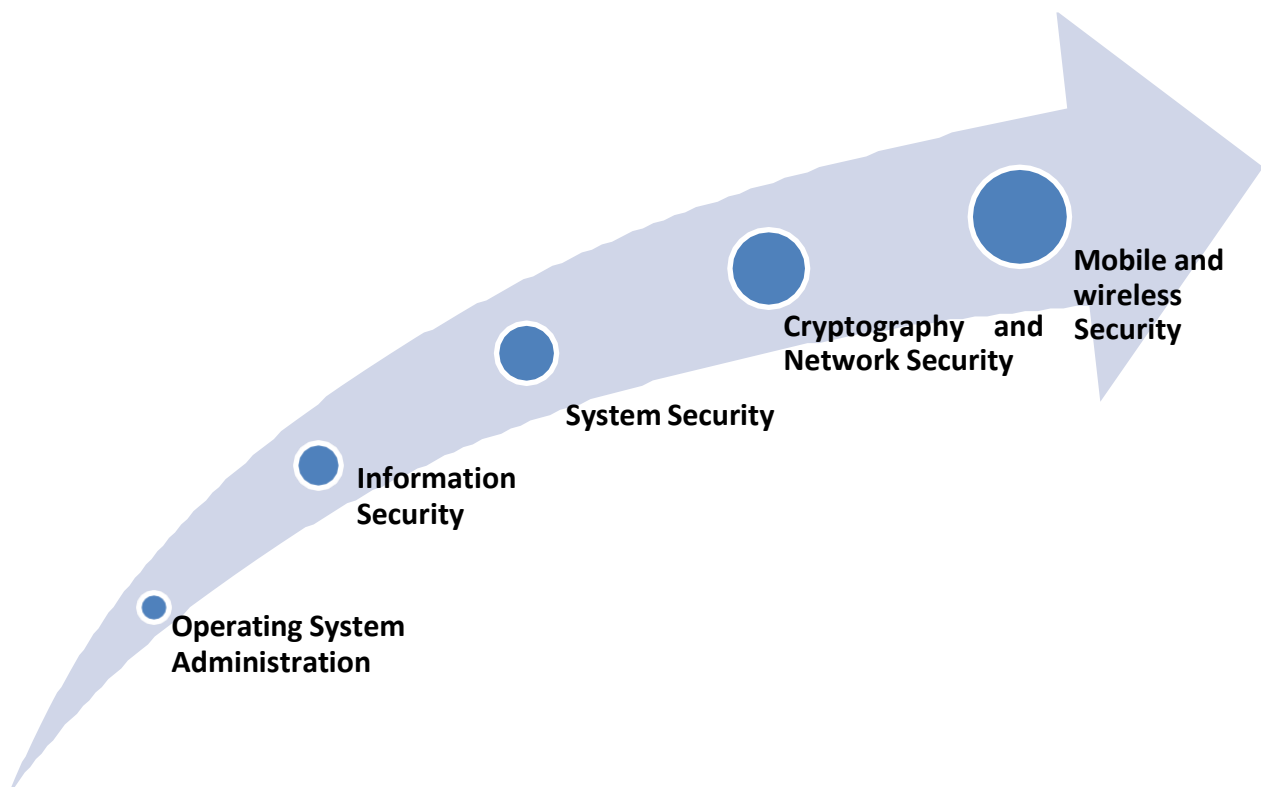 Mobile and
wireless
Security
Cryptography and
Network Security
System Security
Information
Security
Operating System
Administration